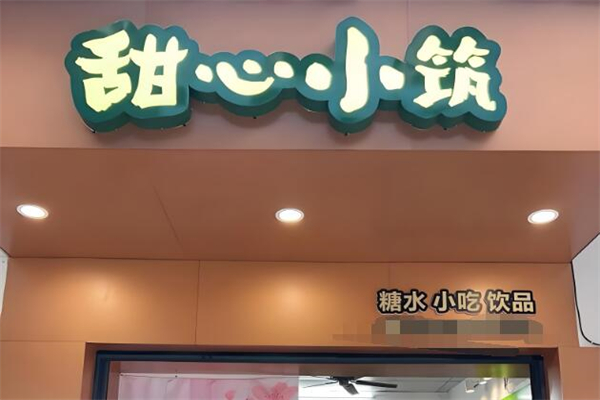 甜心小筑
糖水 小吃 饮品